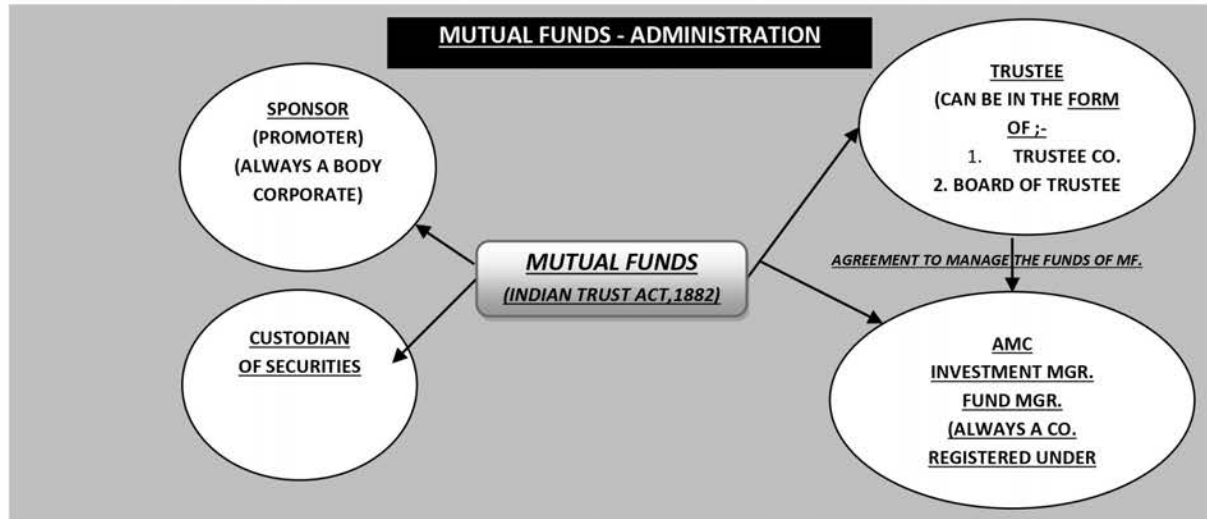 MUTUAL FUNDS - ADMINISTRATION
SPONSOR
(PROMOTER)
(ALWAYS A BODY
CORPORATE)
TRUSTEE
(CAN BE IN THE FORM
OF ;-
1. TRUSTEE CO.
2. BOARD OF TRUSTEE
MUTUAL FUNDS
(INDIAN TRUST ACT,1882)
AGREEMENT TO MANAGE THE FUNDS OF MF.
CUSTODIAN
OF SECURITIES
AMC
INVESTMENT MGR.
FUND MGR.
(ALWAYS A CO.
REGISTERED UNDER